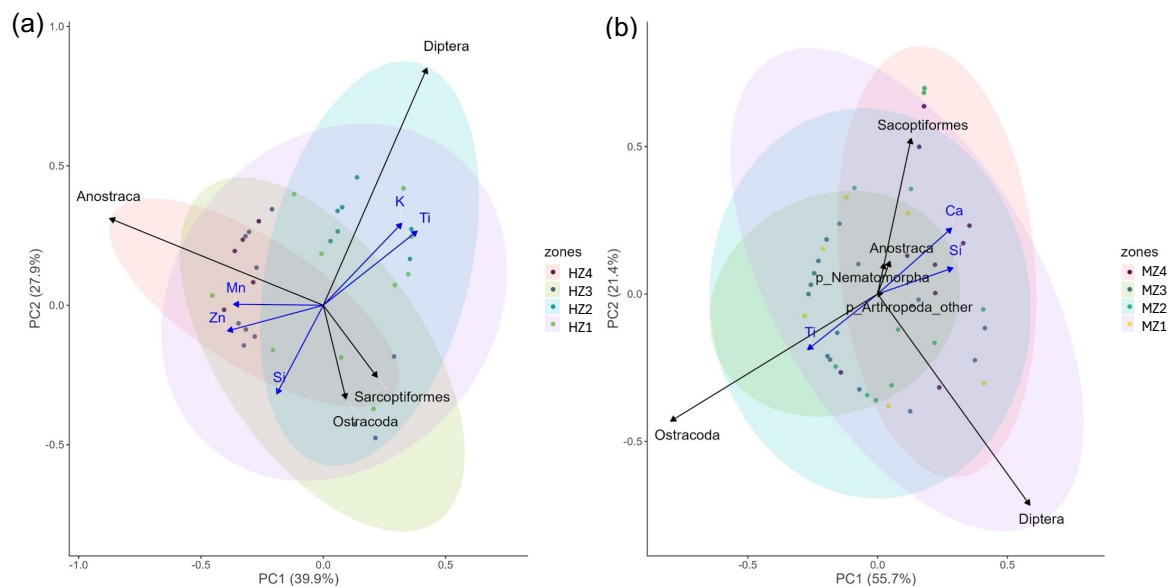 (a)
1.0
0.5
0.0
-0.5
PC2 (27.9%)
Diptera
Anostraca
K
Ti
Mn
Zn
Si
Sarcoptiformes
Ostracoda
-1.0
-0.5
0.0
0.5
PC1 (39.9%)
zones
HZ4
HZ3
HZ2
HZ1
(b)
0.5
0.0
-0.5
PC2 (21.4%)
Sacoptiformes
Ca
Anostraca
Si
p_Nematomorpha
p_Arthropoda_other
Ti
Ostracoda
Diptera
-0.5
0.0
0.5
PC1 (55.7%)
zones
MZ4
MZ3
MZ2
MZ1